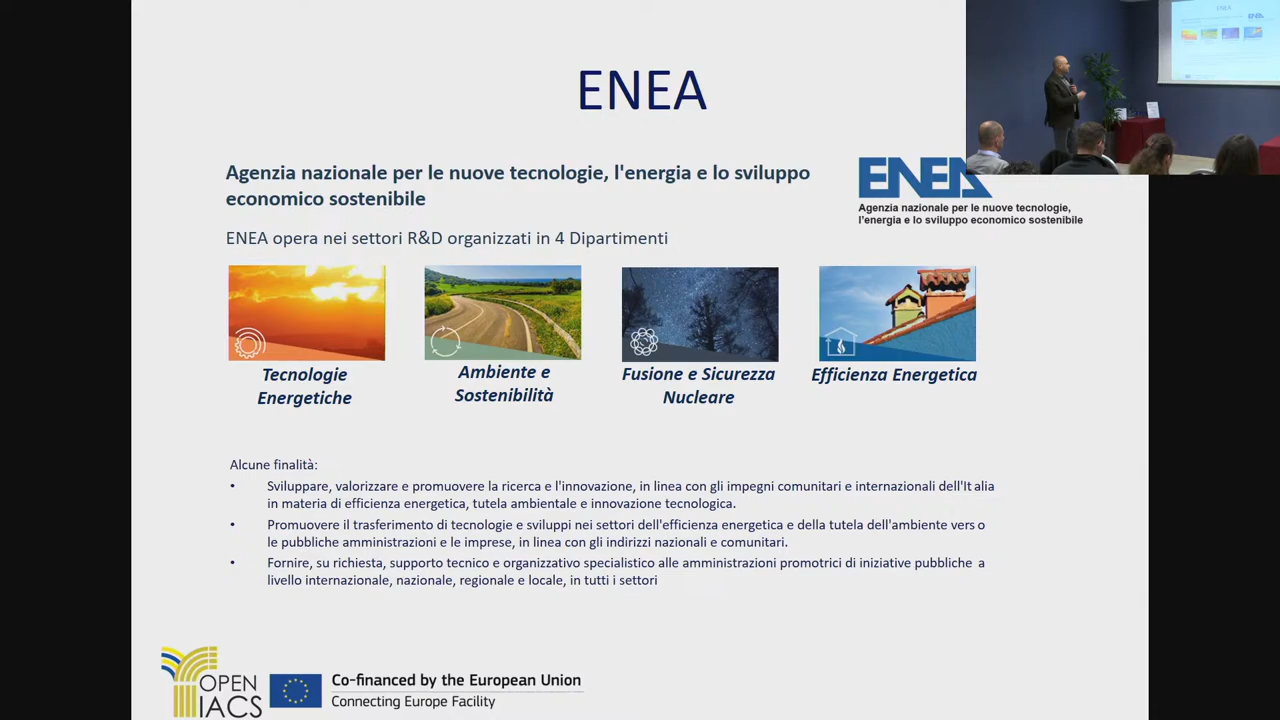 ENEA
Agenzia nazionale per le nuove tecnologie, l'energia e lo sviluppo
economico sostenibile
ENEA
Agenzia nazionale per le nuove tecnologie,
l'energia e lo sviluppo economico sostenibile
ENEA opera nei settori R&D organizzati in 4 Dipartimenti
Tecnologie
Energetiche
Ambiente e
Sostenibilità
Fusione e Sicurezza
Nucleare
Efficienza Energetica
Alcune finalità:
• Sviluppare, valorizzare e promuovere la ricerca e l'innovazione, in linea con gli impegni comunitari e internazionali dell'It alia
in materia di efficienza energetica, tutela ambientale e innovazione tecnologica.
• Promuovere il trasferimento di tecnologie e sviluppi nei settori dell'efficienza energetica e della tutela dell'ambiente vers o
le pubbliche amministrazioni e le imprese, in linea con gli indirizzi nazionali e comunitari.
• Fornire, su richiesta, supporto tecnico e organizzativo specialistico alle amministrazioni promotrici di iniziative pubbliche a
livello internazionale, nazionale, regionale e locale, in tutti i settori
OPEN
IACS
Co-financed by the European Union
Connecting Europe Facility
ENEA
ENEA